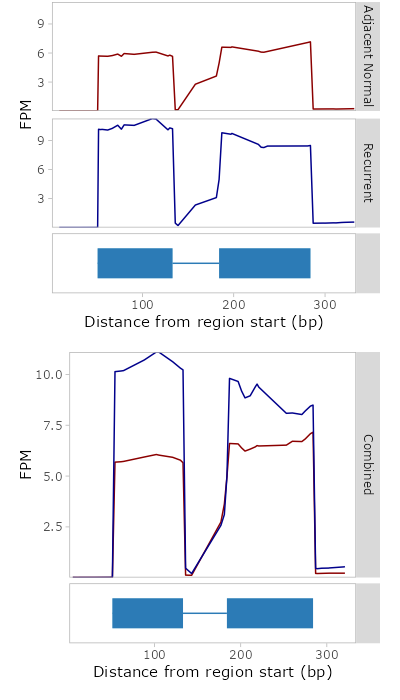 9
6
3
Adjacent Normal
FPM
9
6
3
Recurrent
100
200
300
Distance from region start (bp)
10.0
7.5
5.0
2.5
FPM
Combined
100
200
300
Distance from region start (bp)